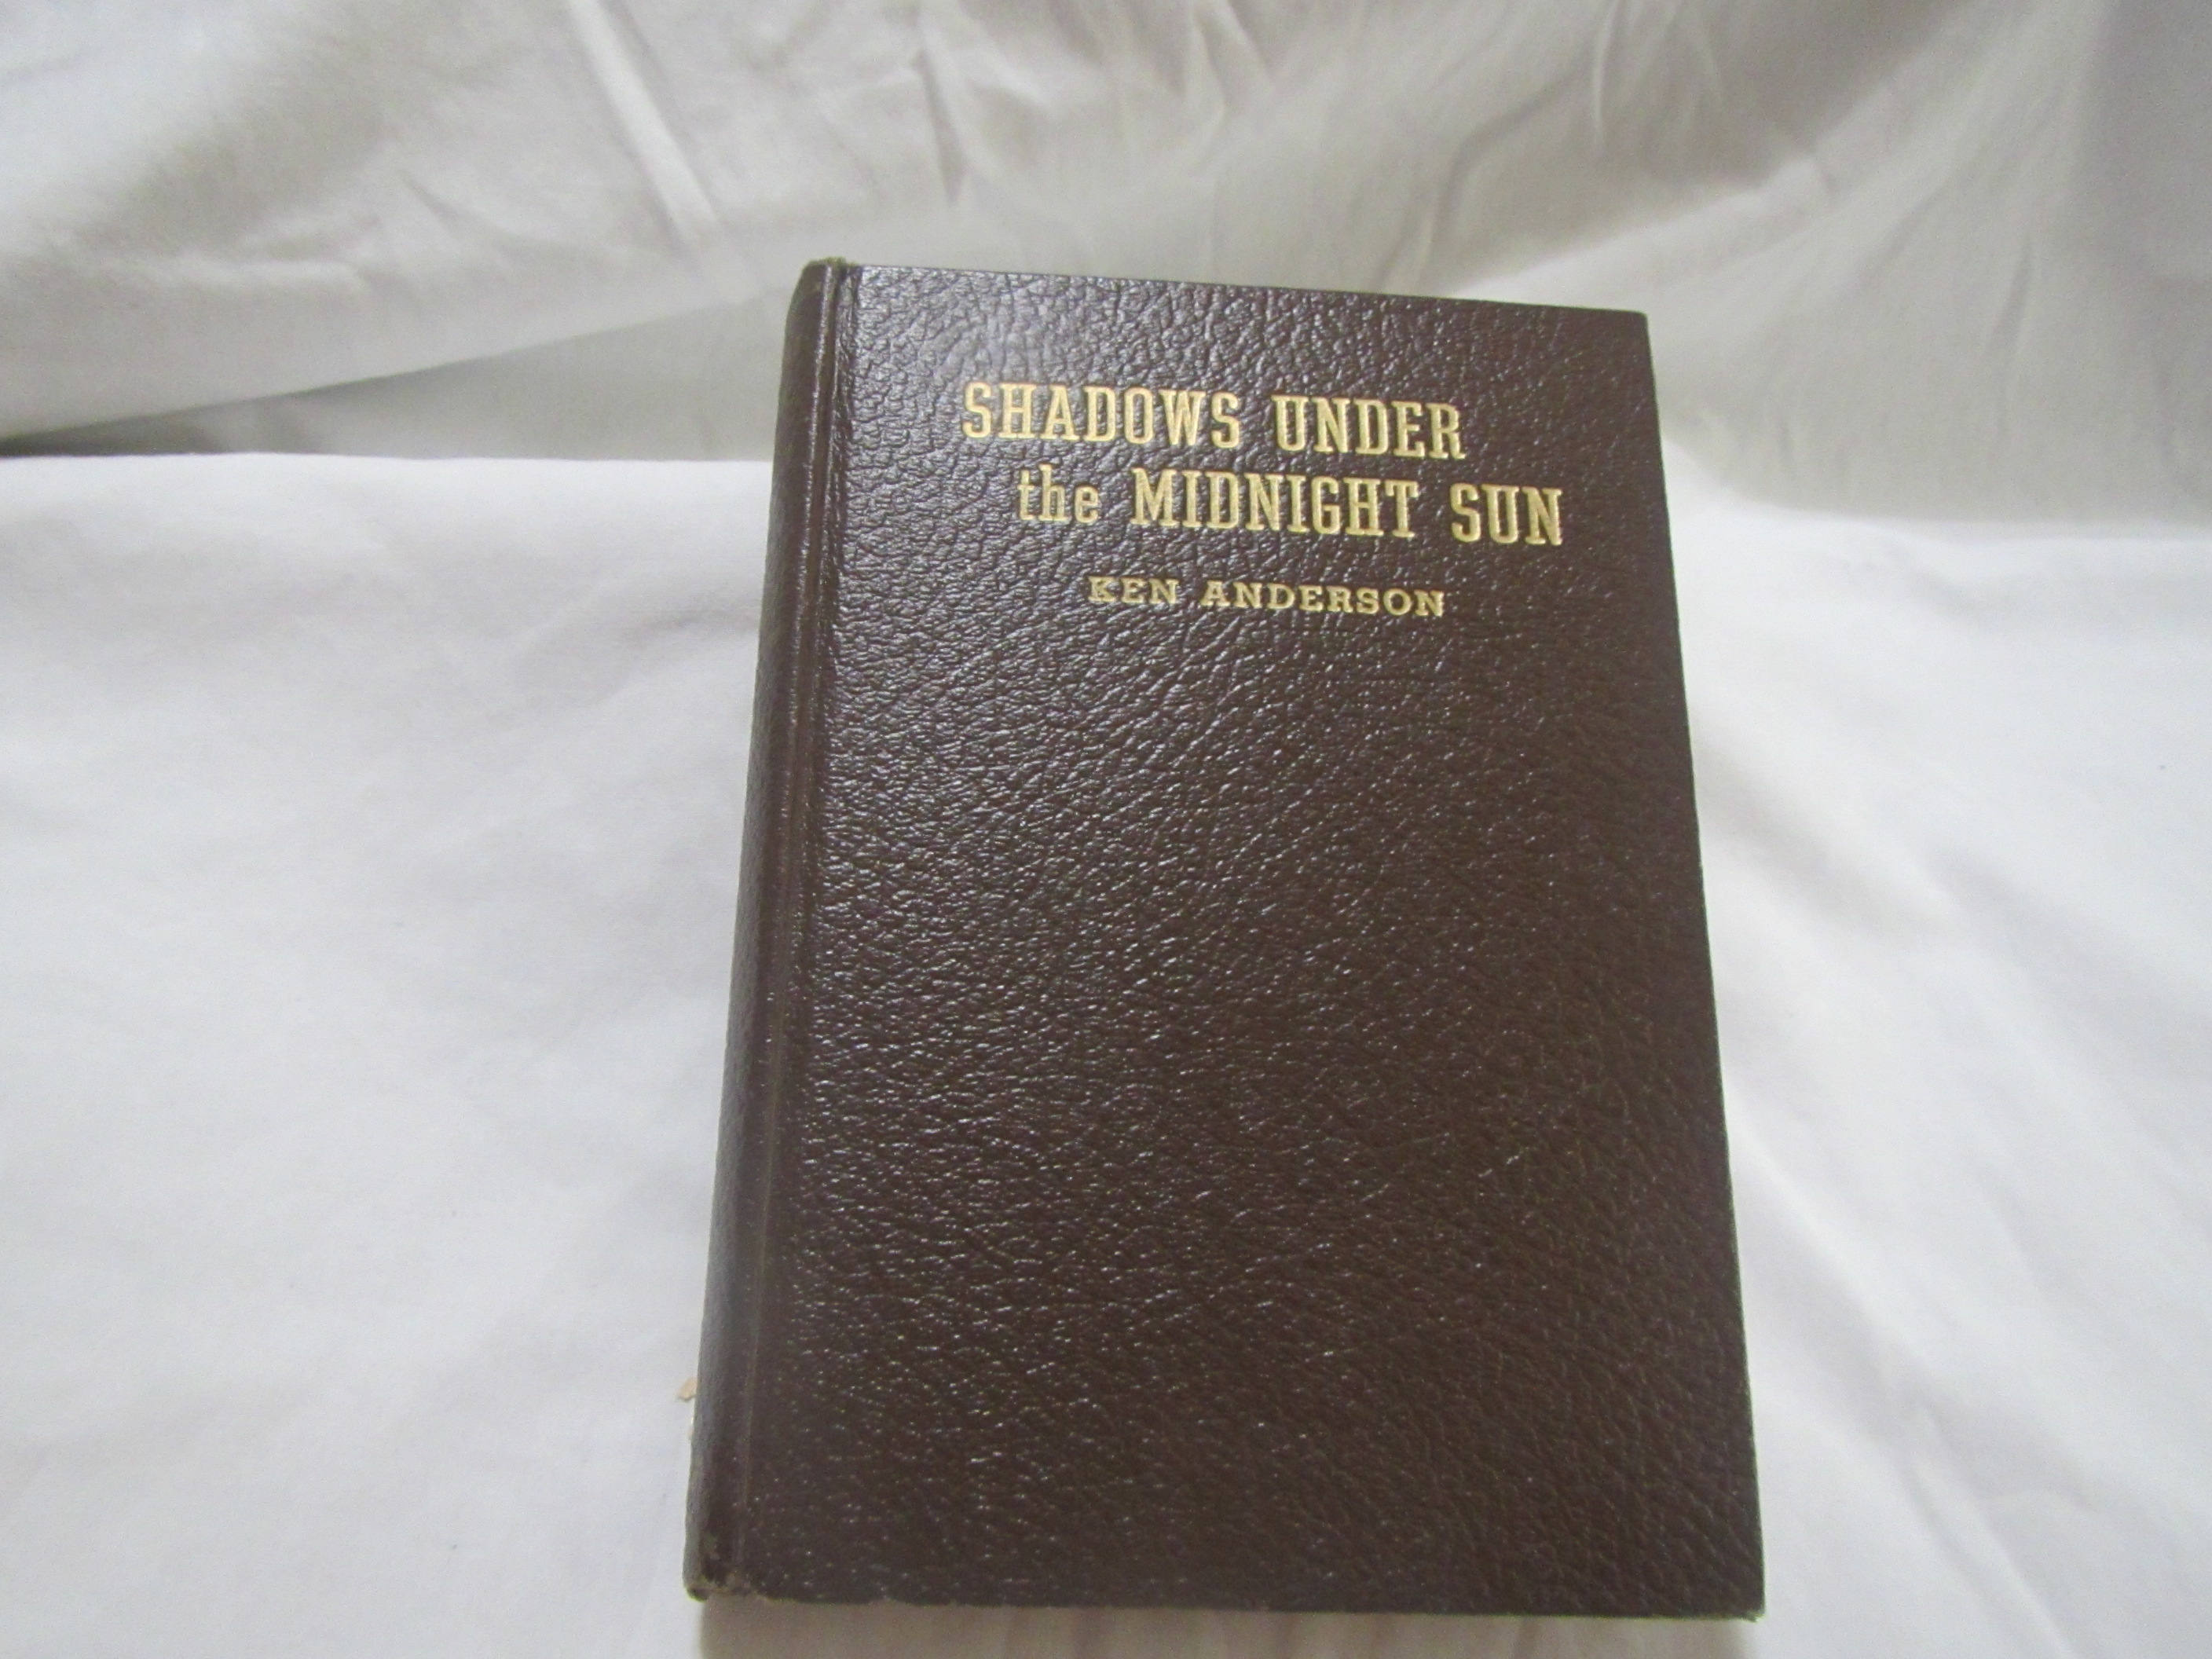 SHADOWS UNDER
the MIDNIGHT SUN
KEN ANDERSON